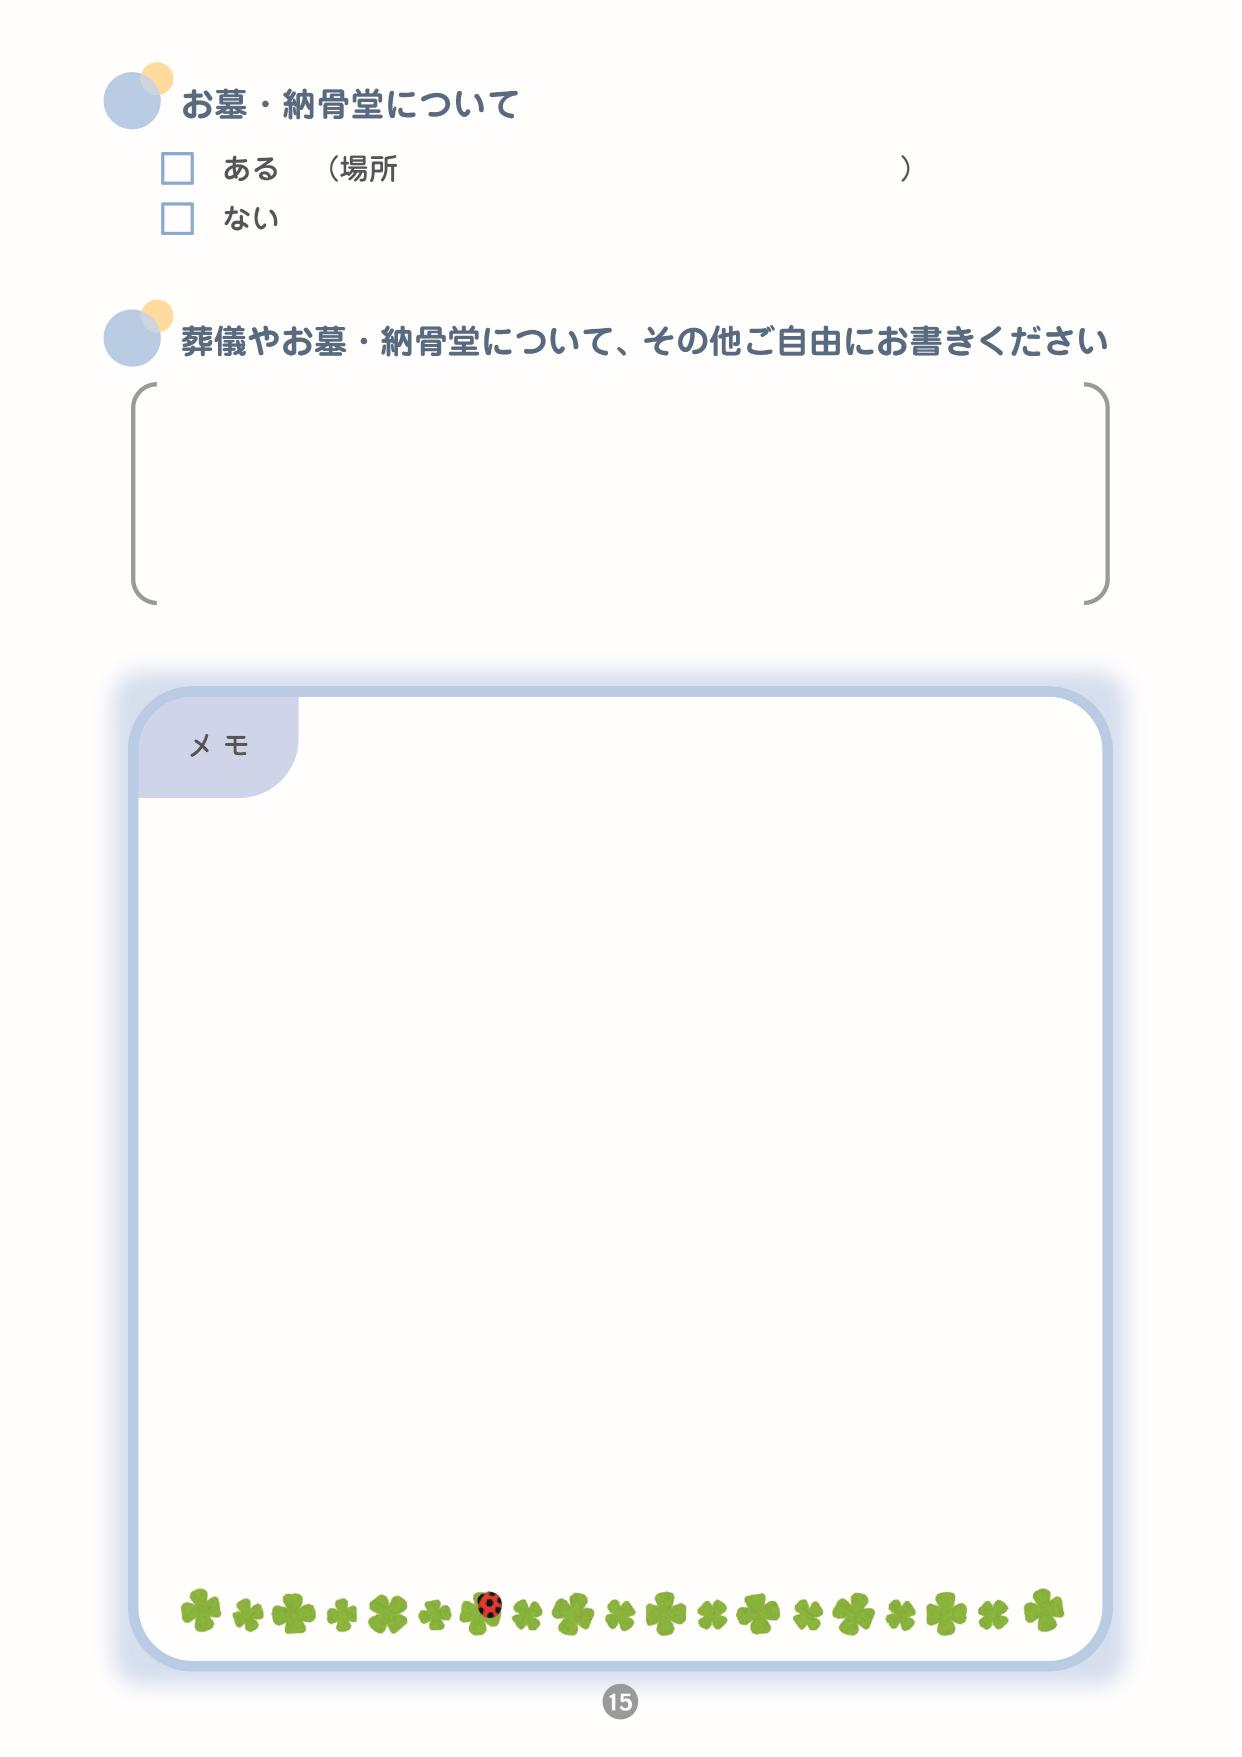 お墓・納骨堂について
ある　（場所　　　　　　　　　　　　　　　　　）
ない
葬儀やお墓・納骨堂について、その他ご自由にお書きください
メモ
15